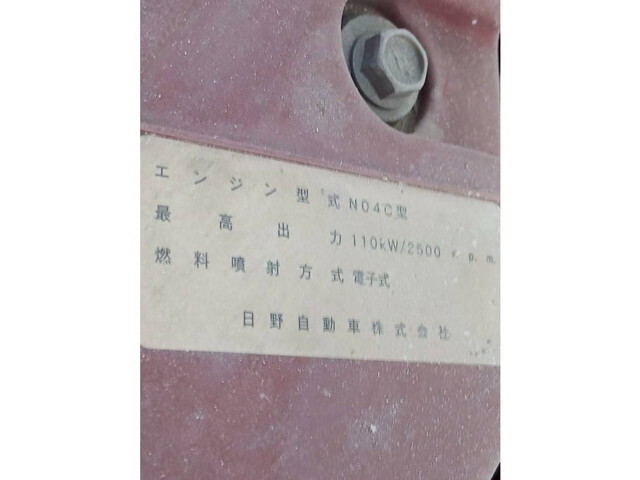 エンジン型式 N04C型
最高出力 110kW/2500 r.p.m.
燃料噴射方式 電子式
日野自動車株式会社